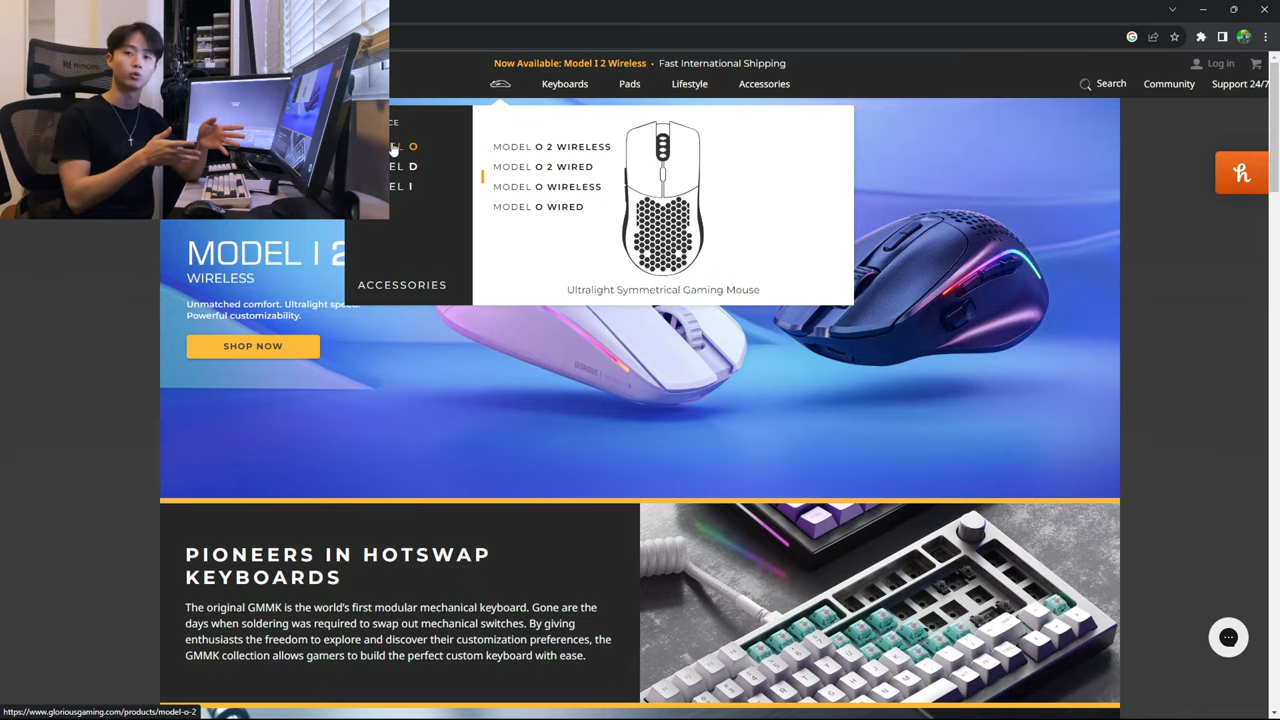 Now Available: Model I 2 Wireless · Fast International Shipping
Log in
Keyboards
Pads
Lifestyle
Accessories
Search
Community
Support 24/7
CE
EL O
EL D
EL I
ACCESSORIES
MODEL O 2 WIRELESS
MODEL O 2 WIRED
MODEL O WIRELESS
MODEL O WIRED
Ultralight Symmetrical Gaming Mouse
MODEL I 2
WIRELESS
Unmatched comfort. Ultralight speed.
Powerful customizability.
SHOP NOW
PIONEERS IN HOTSWAP
KEYBOARDS
The original GMMK is the world's first modular mechanical keyboard. Gone are the
days when soldering was required to swap out mechanical switches. By giving
enthusiasts the freedom to explore and discover their customization preferences, the
GMMK collection allows gamers to build the perfect custom keyboard with ease.
https://www.gloriousgaming.com/products/model-o-2